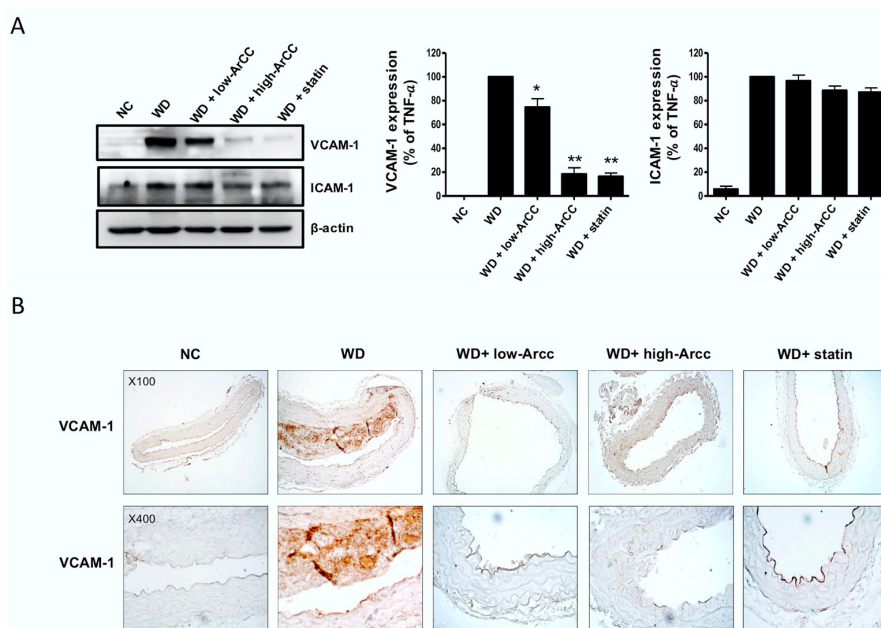 A
NC
WD
WD + low-ArCC
WD + high-ArCC
WD + statin
VCAM-1
ICAM-1
β-actin
VCAM-1 expression
(% of TNF-α)
120
100
80
60
40
20
0
*
**
**
NC
WD
WD + low-ArCC
WD + high-ArCC
WD + statin
ICAM-1 expression
(% of TNF-α)
120
100
80
60
40
20
0
NC
WD
WD + low-ArCC
WD + high-ArCC
WD + statin
B
NC
WD
WD+ low-Arcc
WD+ high-Arcc
WD+ statin
X100
VCAM-1
X400
VCAM-1